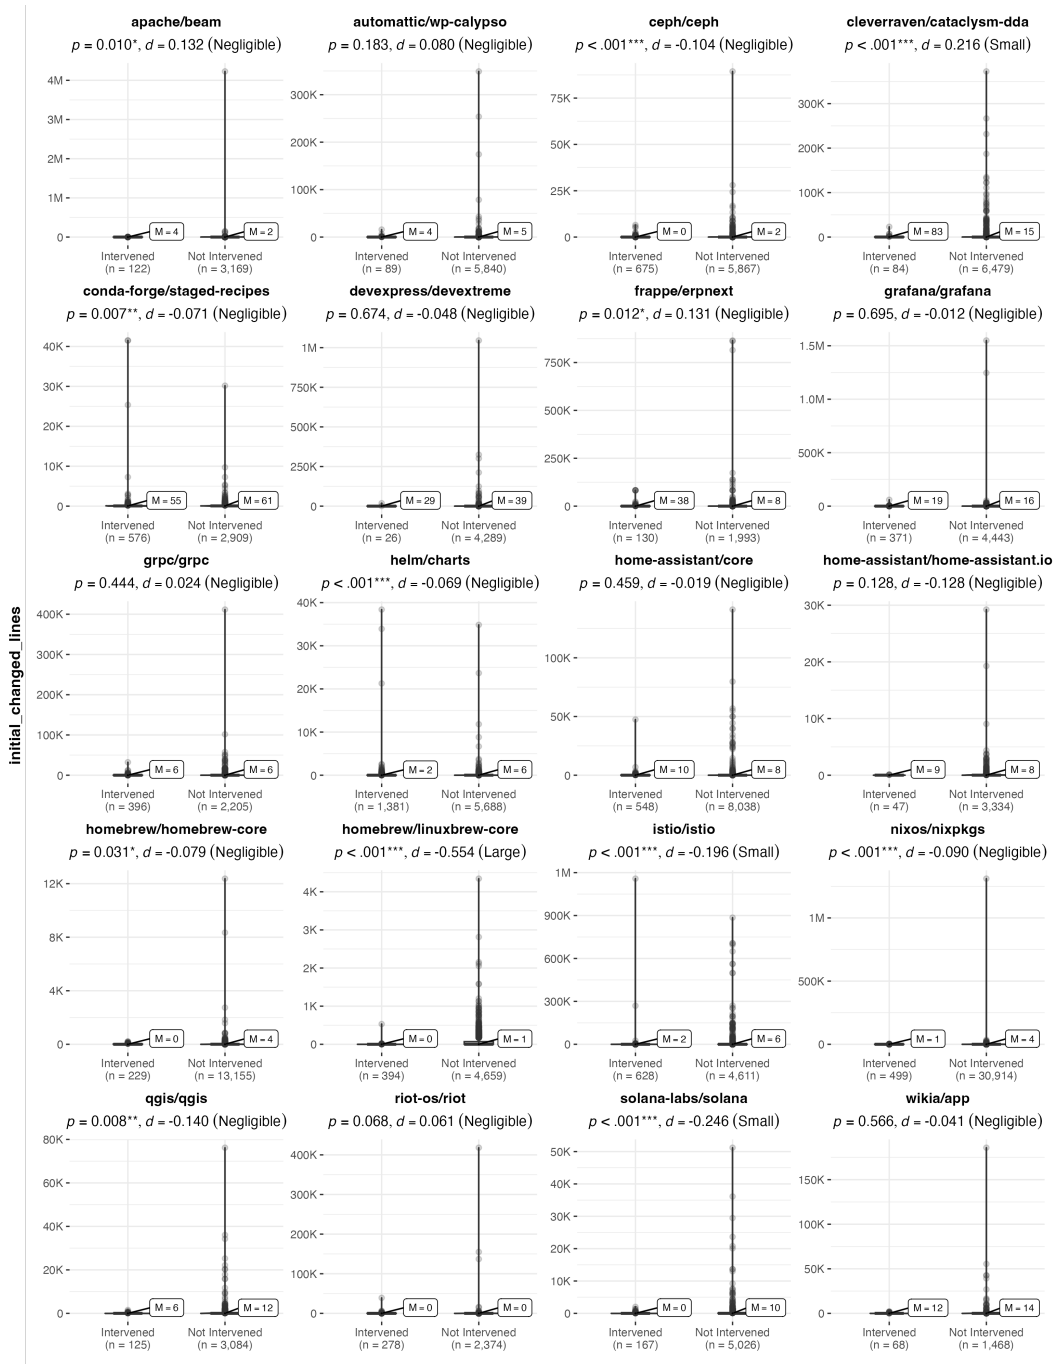 initial_changed_lines
apache/beam
p = 0.010*, d = 0.132 (Negligible)
4M
3M
2M
1M
0
M = 4
M = 2
Intervened
(n = 122)
Not Intervened
(n = 3,169)
automattic/wp-calypso
p = 0.183, d = 0.080 (Negligible)
300K
200K
100K
0
M = 4
M = 5
Intervened
(n = 89)
Not Intervened
(n = 5,840)
ceph/ceph
p < .001***, d = -0.104 (Negligible)
75K
50K
25K
0
M = 0
M = 2
Intervened
(n = 675)
Not Intervened
(n = 5,867)
cleverraven/cataclysm-dda
p < .001***, d = 0.216 (Small)
300K
200K
100K
0
M = 83
M = 15
Intervened
(n = 84)
Not Intervened
(n = 6,479)
conda-forge/staged-recipes
p = 0.007**, d = -0.071 (Negligible)
40K
30K
20K
10K
0
M = 55
M = 61
Intervened
(n = 576)
Not Intervened
(n = 2,909)
devexpress/devextreme
p = 0.674, d = -0.048 (Negligible)
1M
750K
500K
250K
0
M = 29
M = 39
Intervened
(n = 26)
Not Intervened
(n = 4,289)
frappe/erpnext
p = 0.012*, d = 0.131 (Negligible)
750K
500K
250K
0
M = 38
M = 8
Intervened
(n = 130)
Not Intervened
(n = 1,993)
grafana/grafana
p = 0.695, d = -0.012 (Negligible)
1.5M
1.0M
500K
0
M = 19
M = 16
Intervened
(n = 371)
Not Intervened
(n = 4,443)
grpc/grpc
p = 0.444, d = 0.024 (Negligible)
400K
300K
200K
100K
0
M = 6
M = 6
Intervened
(n = 396)
Not Intervened
(n = 2,205)
helm/charts
p < .001***, d = -0.069 (Negligible)
40K
30K
20K
10K
0
M = 2
M = 6
Intervened
(n = 1,381)
Not Intervened
(n = 5,688)
home-assistant/core
p = 0.459, d = -0.019 (Negligible)
100K
50K
0
M = 10
M = 8
Intervened
(n = 548)
Not Intervened
(n = 8,038)
home-assistant/home-assistant.io
p = 0.128, d = -0.128 (Negligible)
30K
20K
10K
0
M = 9
M = 8
Intervened
(n = 47)
Not Intervened
(n = 3,334)
homebrew/homebrew-core
p = 0.031*, d = -0.079 (Negligible)
12K
8K
4K
0
M = 0
M = 4
Intervened
(n = 229)
Not Intervened
(n = 13,155)
homebrew/linuxbrew-core
p < .001***, d = -0.554 (Large)
4K
3K
2K
1K
0
M = 0
M = 1
Intervened
(n = 394)
Not Intervened
(n = 4,659)
istio/istio
p < .001***, d = -0.196 (Small)
1M
900K
600K
300K
0
M = 2
M = 6
Intervened
(n = 628)
Not Intervened
(n = 4,611)
nixos/nixpkgs
p < .001***, d = -0.090 (Negligible)
1M
500K
0
M = 1
M = 4
Intervened
(n = 499)
Not Intervened
(n = 30,914)
qgis/qgis
p = 0.008**, d = -0.140 (Negligible)
80K
60K
40K
20K
0
M = 6
M = 12
Intervened
(n = 125)
Not Intervened
(n = 3,084)
riot-os/riot
p = 0.068, d = 0.061 (Negligible)
400K
300K
200K
100K
0
M = 0
M = 0
Intervened
(n = 278)
Not Intervened
(n = 2,374)
solana-labs/solana
p < .001***, d = -0.246 (Small)
50K
40K
30K
20K
10K
0
M = 0
M = 10
Intervened
(n = 167)
Not Intervened
(n = 5,026)
wikia/app
p = 0.566, d = -0.041 (Negligible)
150K
100K
50K
0
M = 12
M = 14
Intervened
(n = 68)
Not Intervened
(n = 1,468)